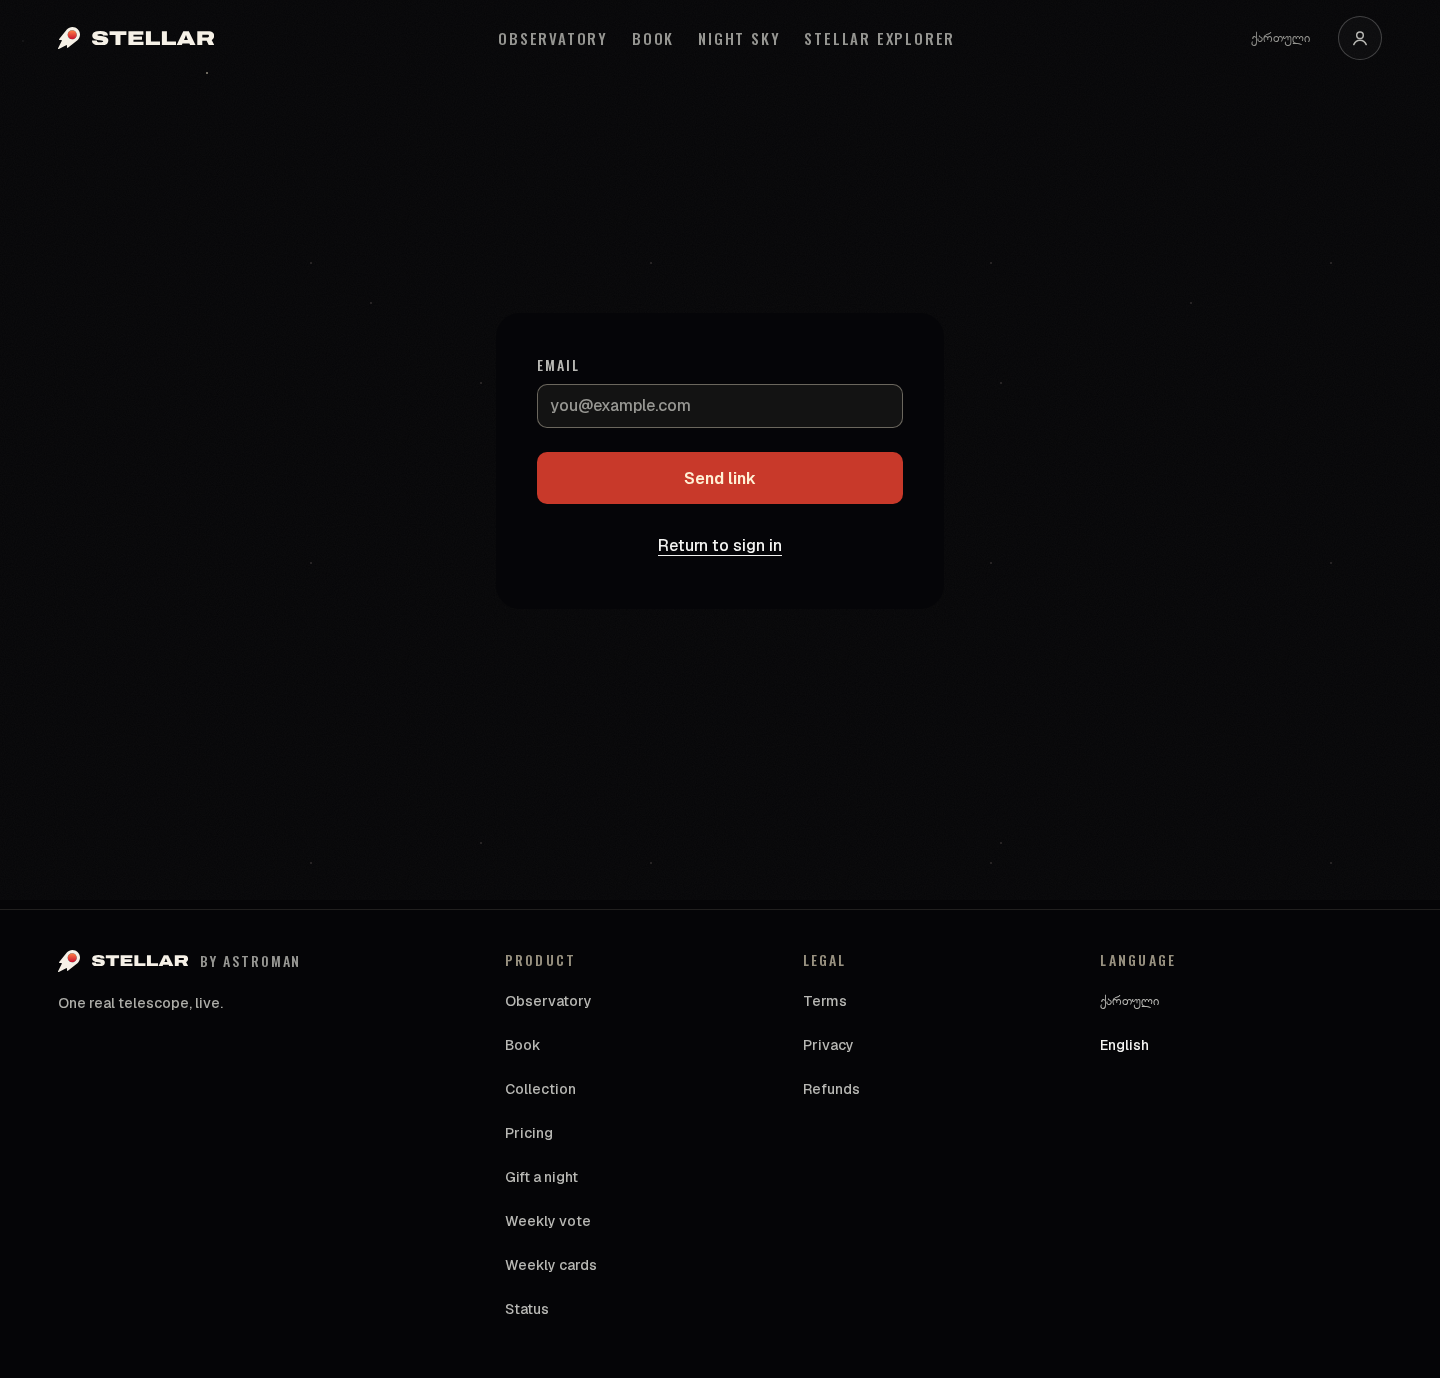 STELLAR
OBSERVATORY BOOK NIGHT SKY STELLAR EXPLORER
ქართული
EMAIL
you@example.com
Send link
Return to sign in
STELLAR BY ASTROMAN
One real telescope, live.
PRODUCT
Observatory
Book
Collection
Pricing
Gift a night
Weekly vote
Weekly cards
Status
LEGAL
Terms
Privacy
Refunds
LANGUAGE
ქართული
English